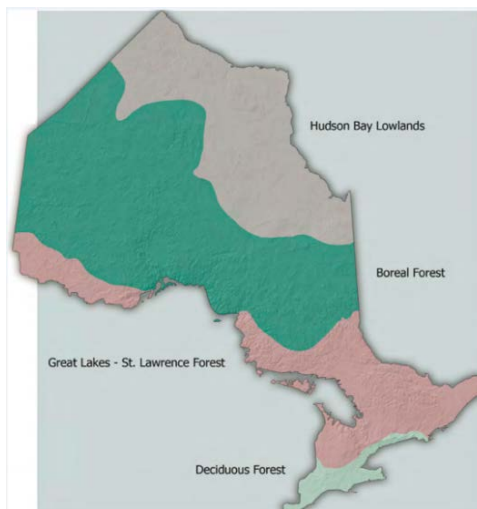 Hudson Bay Lowlands
Boreal Forest
Great Lakes - St. Lawrence Forest
Deciduous Forest